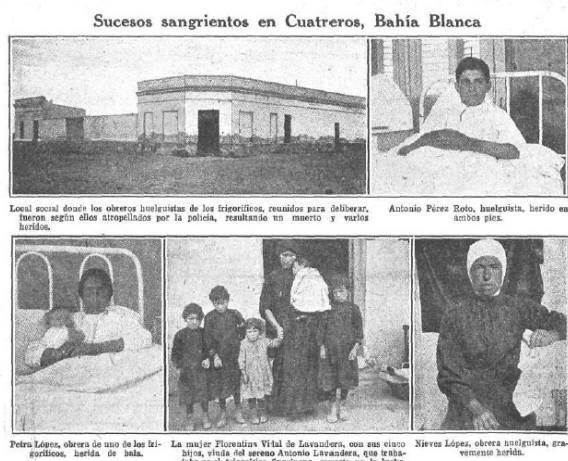 Sucesos sangrientos en Cuatreros, Bahía Blanca
Local social donde los obreros huelguistas de los frigoríficos, reunidos para deliberar,
fueron según ellos atropellados por la policía, resultando un muerto y varios
heridos.
Antonio Pérez Roto, huelguista, herido en
ambos pies.
Petra López, obrera de uno de los fri-
goríficos, herida de bala.
La mujer Florentina Vital de Lavandera, con sus cinco
hijos, viuda del sereno Antonio Lavandera, que traba-
Nieves López, obrera huelguista, gra-
vemente herida.